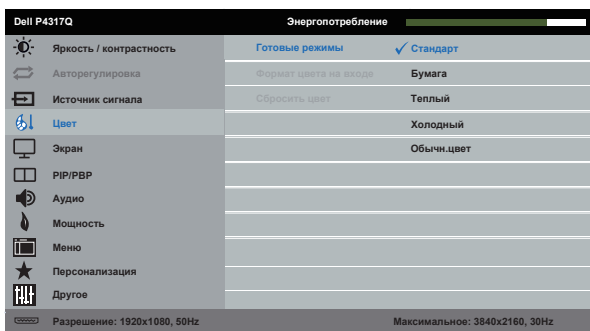 Dell P4317Q Энергопотребление
Яркость / контрастность Готовые режимы Стандарт
Авторегулировка Формат цвета на входе Бумага
Источник сигнала Сбросить цвет Теплый
Цвет Холодный
Экран Обычн.цвет
PIP/PBP
Аудио
Мощность
Меню
Персонализация
Другое
Разрешение: 1920x1080, 50Hz Максимальное: 3840x2160, 30Hz